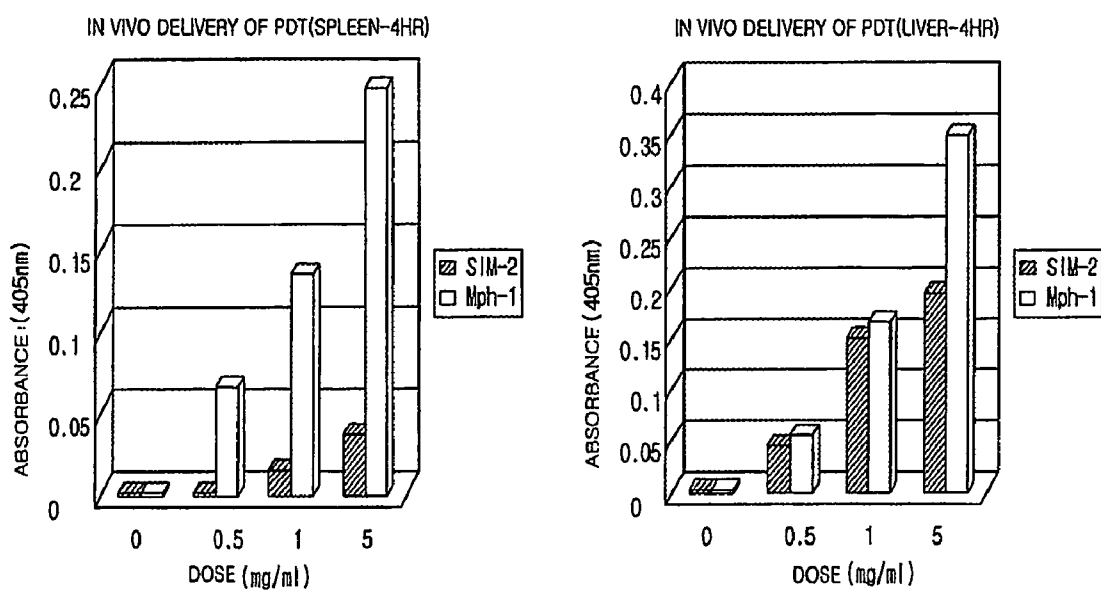 IN VIVO DELIVERY OF PDT(SPLEEN-4HR)
0.25
0.2
0.15
0.1
0.05
0
ABSORBANCE:(405nm)
0 0.5 1 5
DOSE(mg/ml)
SIM-2
Mph-1
IN VIVO DELIVERY OF PDT(LIVER-4HR)
0.4
0.35
0.3
0.25
0.2
0.15
0.1
0.05
0
ABSORBANCE(405nm)
0 0.5 1 5
DOSE(mg/ml)
SIM-2
Mph-1